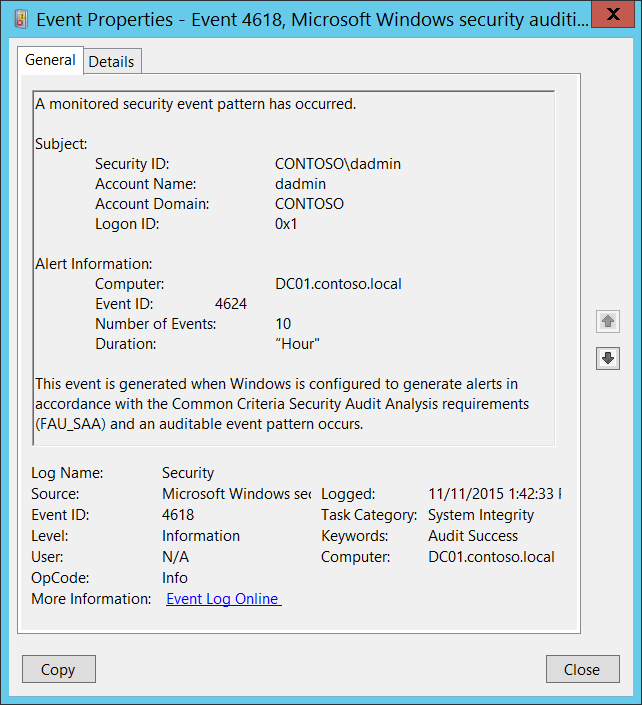 Event Properties - Event 4618, Microsoft Windows security auditi...
X
General
Details
A monitored security event pattern has occurred.
Subject:
Security ID: CONTOSO\dadmin
Account Name: dadmin
Account Domain: CONTOSO
Logon ID: 0x1
Alert Information:
Computer: DC01.contoso.local
Event ID: 4624
Number of Events: 10
Duration: “Hour"
This event is generated when Windows is configured to generate alerts in
accordance with the Common Criteria Security Audit Analysis requirements
(FAU_SAA) and an auditable event pattern occurs.
Log Name: Security
Source: Microsoft Windows sec Logged: 11/11/2015 1:42:33
Event ID: 4618 Task Category: System Integrity
Level: Information Keywords: Audit Success
User: N/A Computer: DC01.contoso.local
OpCode: Info
More Information: Event Log Online
Copy
Close